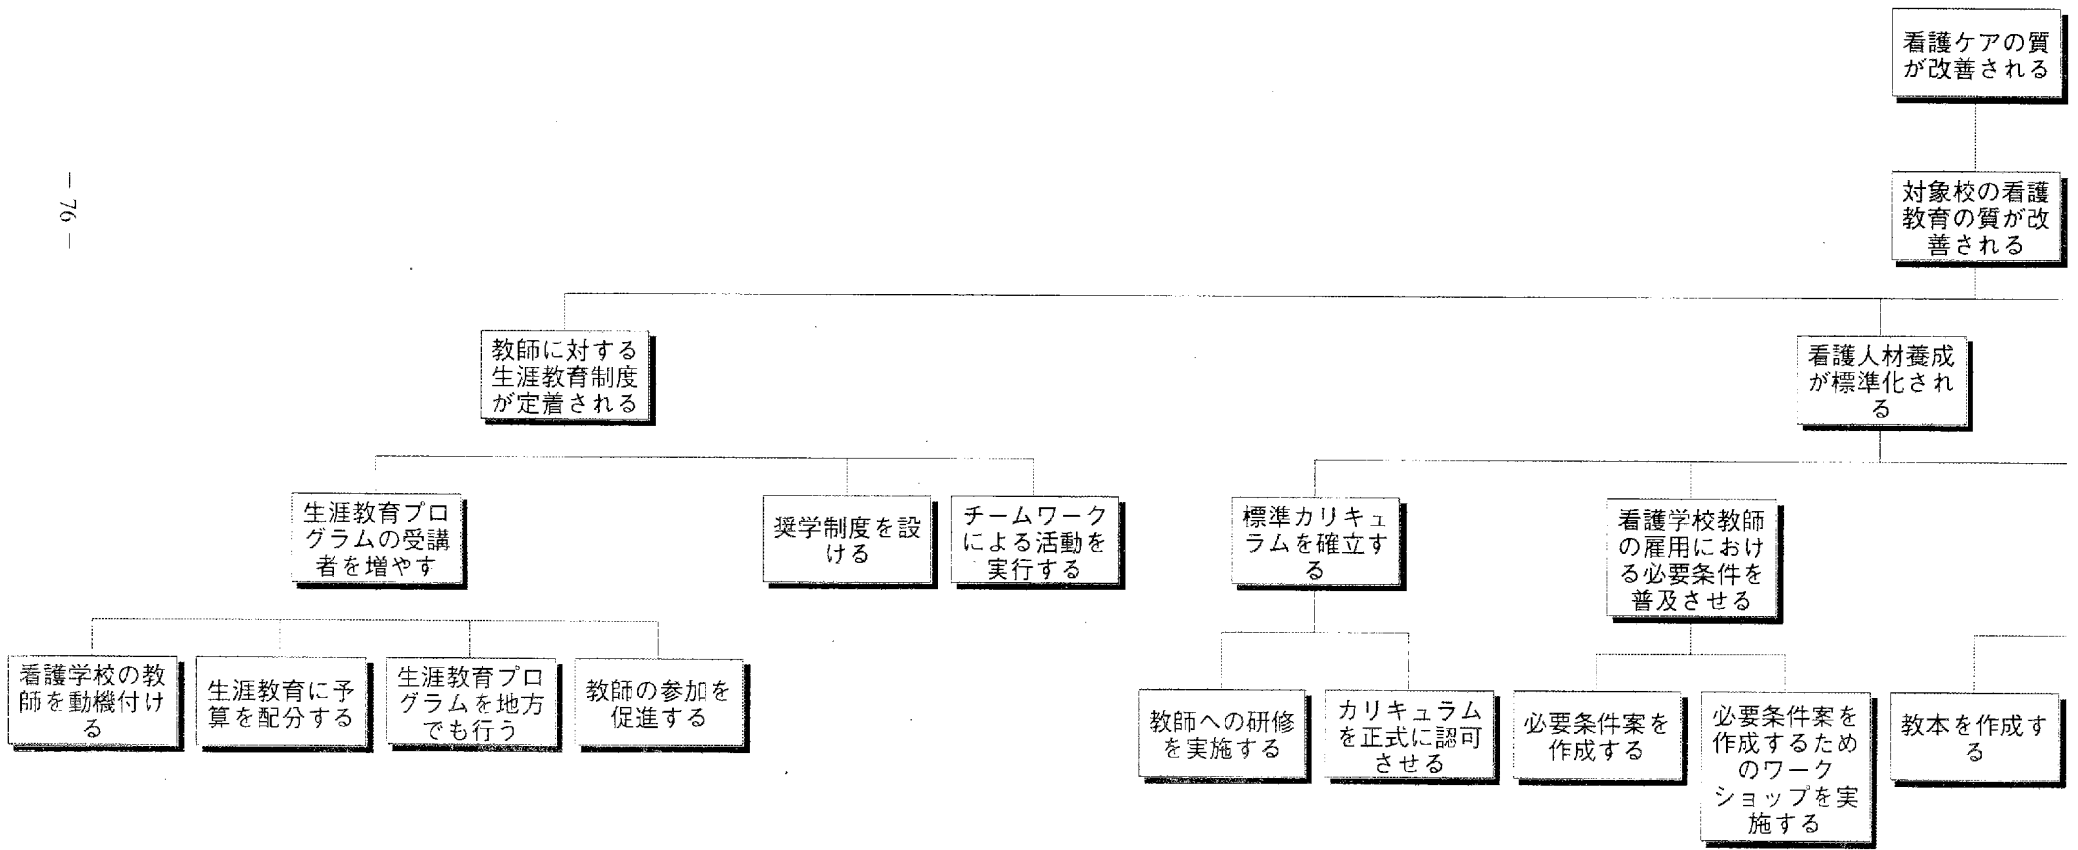 看護ケアの質
が改善される
— 76 —
対象校の看護
教育の質が改
善される
教師に対する
生涯教育制度
が定着される
看護人材養成
が標準化され
る
生涯教育プロ
グラムの受講
者を増やす
奨学制度を設
ける
チームワーク
による活動を
実行する
標準カリキュ
ラムを確立す
る
看護学校教師
の雇用におけ
る必要条件を
普及させる
看護学校の教
師を動機付け
る
生涯教育に予
算を配分する
生涯教育プロ
グラムを地方
でも行う
教師の参加を
促進する
教師への研修
を実施する
カリキュラム
を正式に認可
させる
必要条件案を
作成する
必要条件案を
作成するため
のワーク
ショップを実
施する
教本を作成す
る